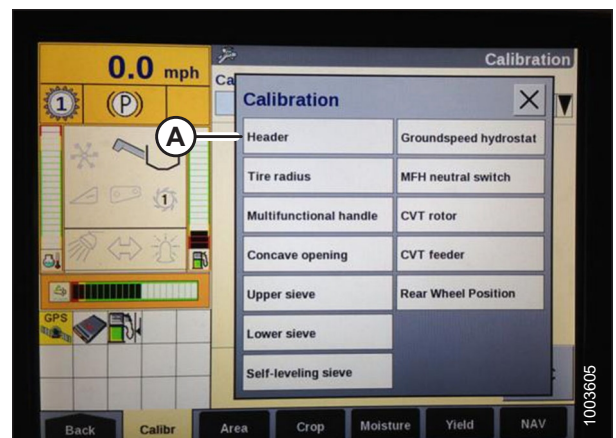 0.0 mph
Calibration
Ca
1
(P)
Calibration
A
Header
Groundspeed hydrostat
Tire radius
MFH neutral switch
1
Multifunctional handle
CVT rotor
Concave opening
CVT feeder
Upper sieve
Rear Wheel Position
Lower sieve
Self-leveling sieve
GPS
Back
Calibr
Area
Crop
Moisture
Yield
NAV
1003605